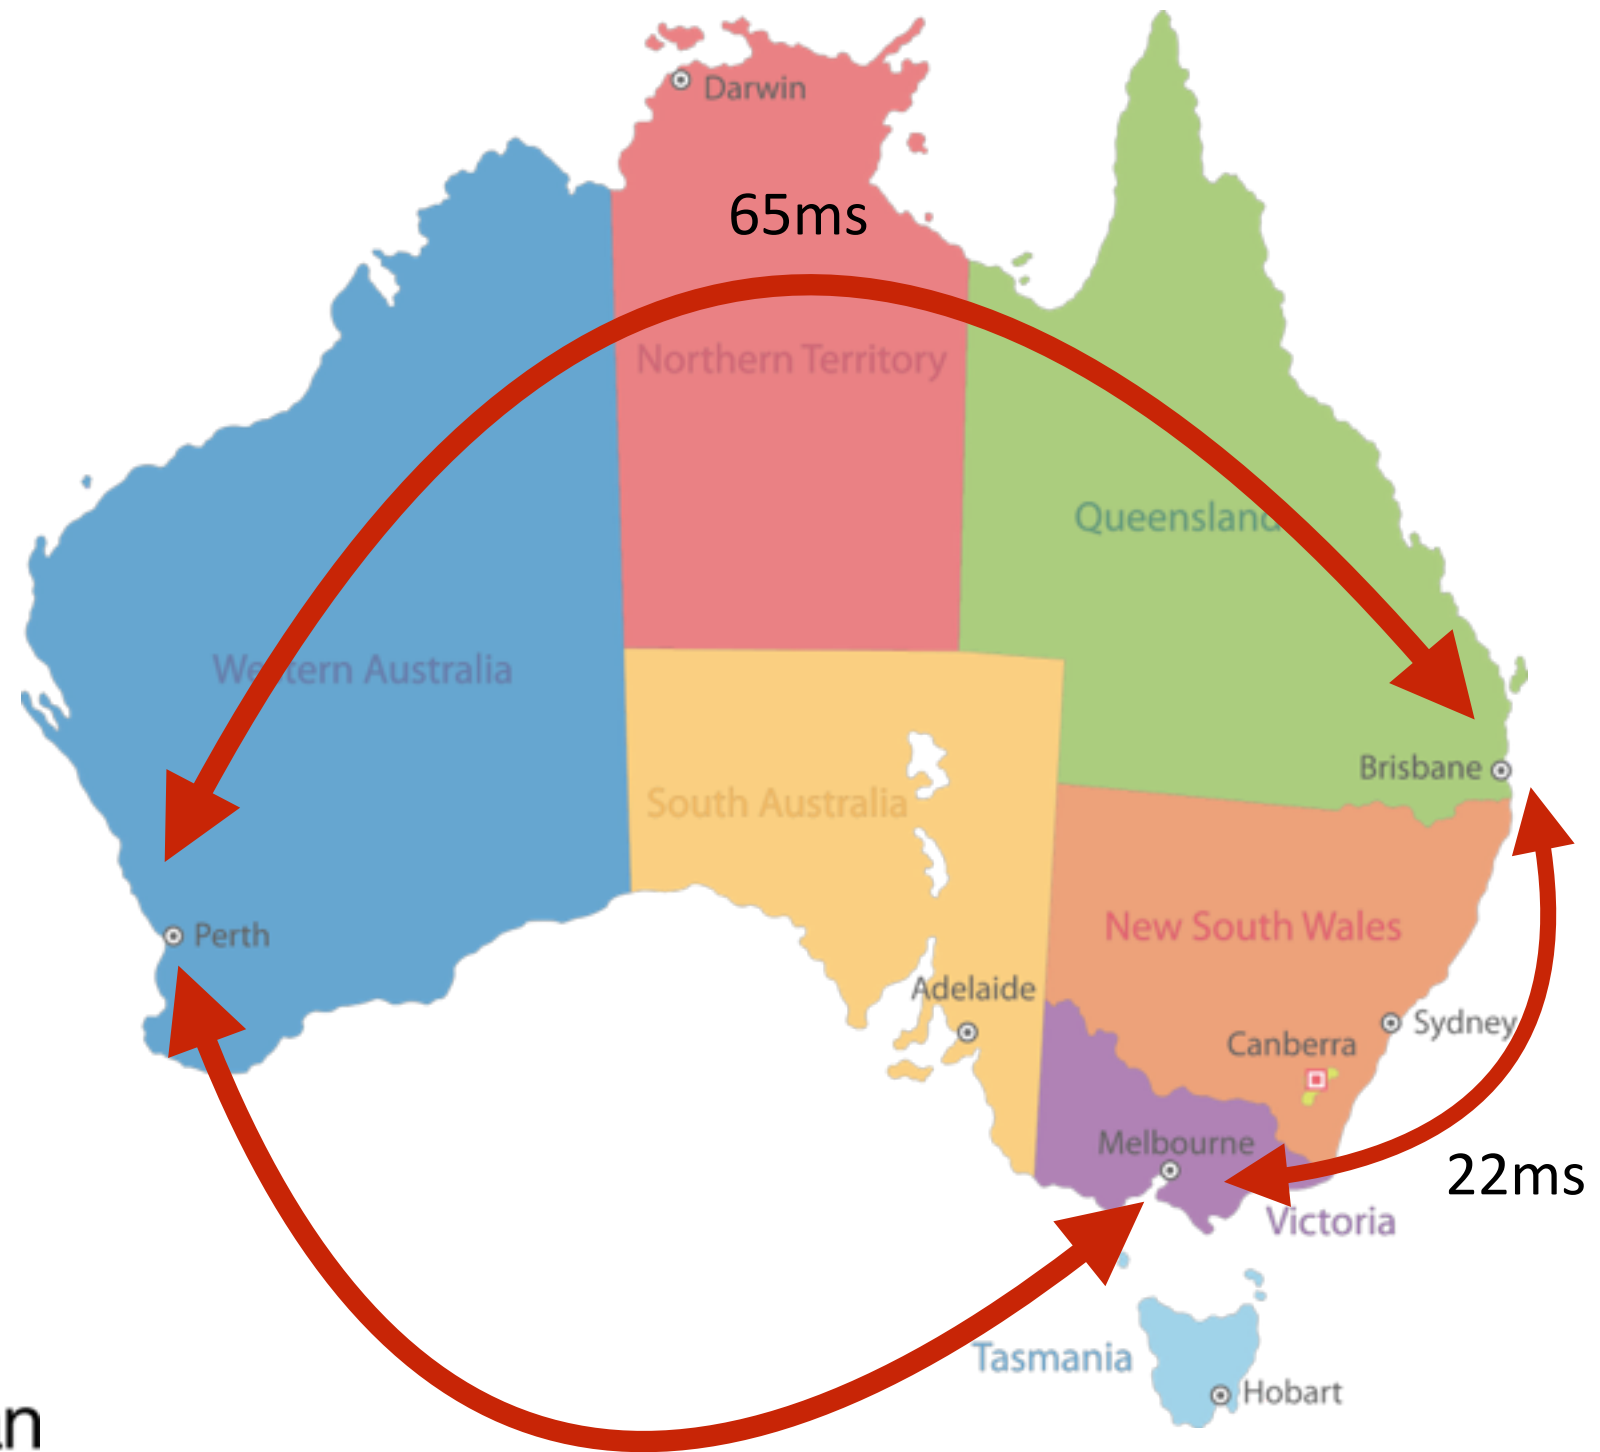 Darwin
65ms
Northern Territory
Queensland
Western Australia
Brisbane
South Australia
New South Wales
Perth
Adelaide
Sydney
Canberra
Melbourne
22ms
Victoria
Tasmania
Hobart